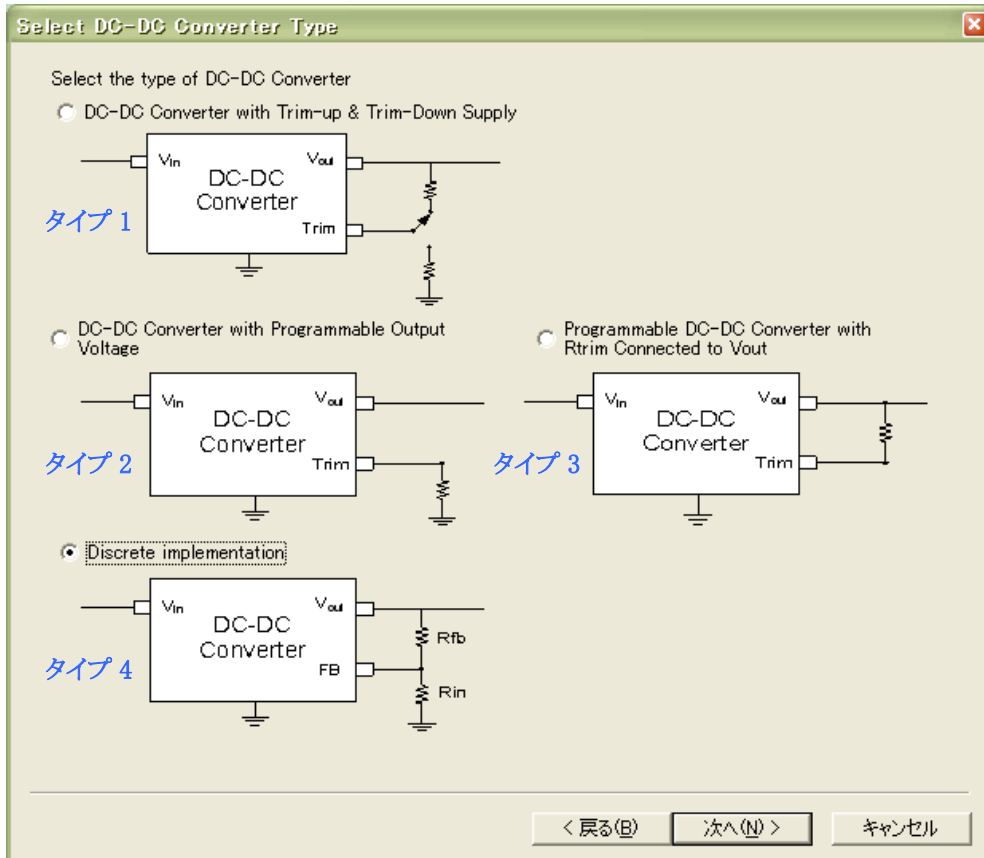 Select DC-DC Converter Type
Select the type of DC-DC Converter
DC-DC Converter with Trim-up & Trim-Down Supply
Vin
Vout
DC-DC
Converter
Trim
タイプ 1
DC-DC Converter with Programmable Output
Voltage
Vin
Vout
DC-DC
Converter
Trim
タイプ 2
Programmable DC-DC Converter with
Rtrim Connected to Vout
Vin
Vout
DC-DC
Converter
Trim
タイプ 3
Discrete implementation
Vin
Vout
DC-DC
Converter
Rfb
FB
Rin
タイプ 4
< 戻る(B)
次へ(N) >
キャンセル